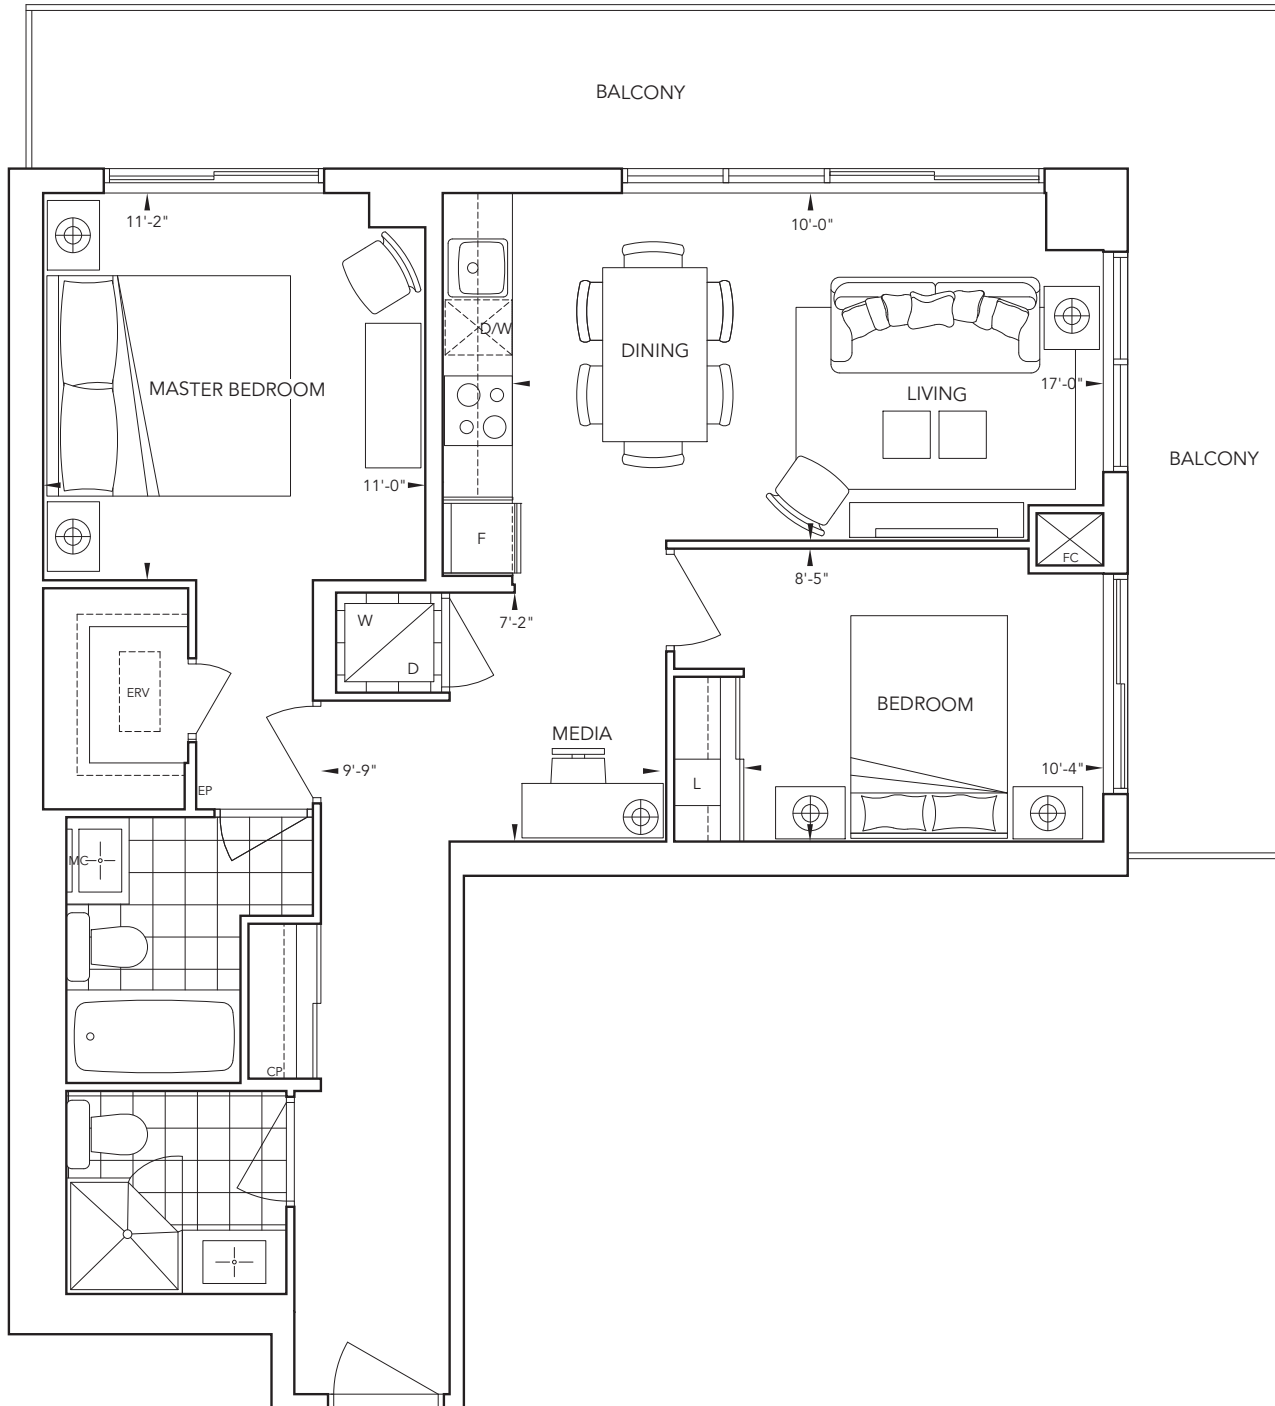 BALCONY
11'-2"
10'-0"
D/W
DINING
MASTER BEDROOM
17'-0"
LIVING
BALCONY
11'-0"
F
FC
8'-5"
W
7'-2"
D
ERV
BEDROOM
MEDIA
9'-9"
10'-4"
L
EP
MC
CP